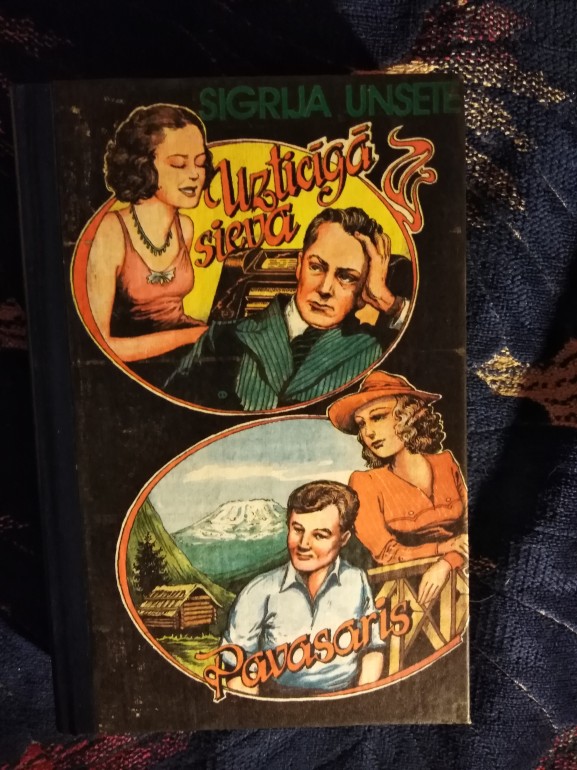 SIGRIJA UNSETE
Uzticīgā
sieva
Pavasaris